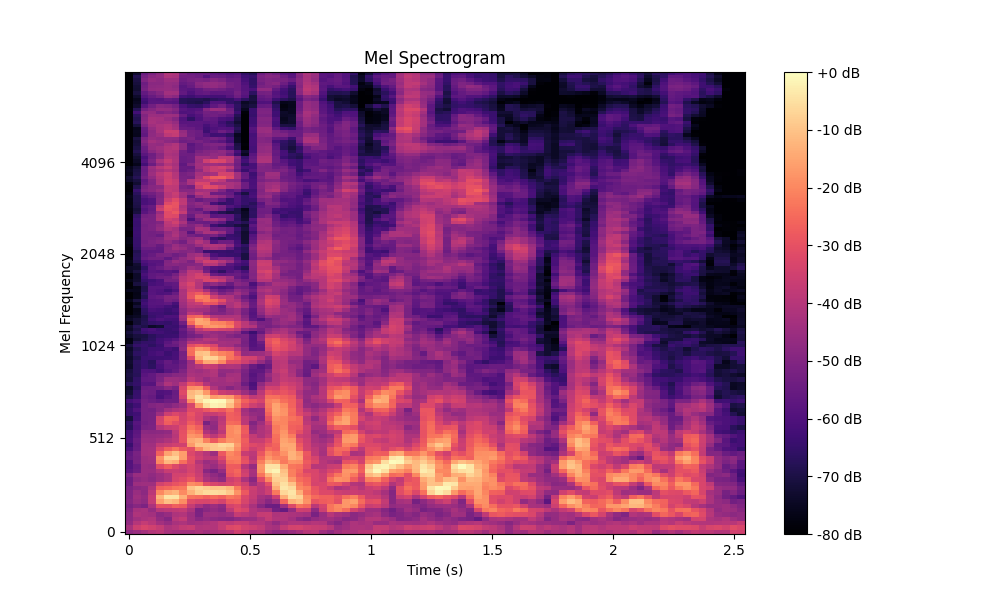 Mel Spectrogram
Mel Frequency
4096
2048
1024
512
0
0
0.5
1
1.5
2
2.5
Time (s)
+0 dB
-10 dB
-20 dB
-30 dB
-40 dB
-50 dB
-60 dB
-70 dB
-80 dB